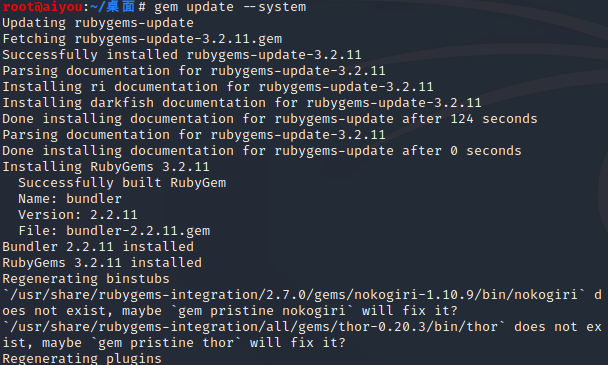 root@aiyou:~/桌面# gem update --system
Updating rubygems-update
Fetching rubygems-update-3.2.11.gem
Successfully installed rubygems-update-3.2.11
Parsing documentation for rubygems-update-3.2.11
Installing ri documentation for rubygems-update-3.2.11
Installing darkfish documentation for rubygems-update-3.2.11
Done installing documentation for rubygems-update after 124 seconds
Parsing documentation for rubygems-update-3.2.11
Done installing documentation for rubygems-update after 0 seconds
Installing RubyGems 3.2.11
  Successfully built RubyGem
  Name: bundler
  Version: 2.2.11
  File: bundler-2.2.11.gem
Bundler 2.2.11 installed
RubyGems 3.2.11 installed
Regenerating binstubs
`/usr/share/rubygems-integration/2.7.0/gems/nokogiri-1.10.9/bin/nokogiri` d
oes not exist, maybe `gem pristine nokogiri` will fix it?
`/usr/share/rubygems-integration/all/gems/thor-0.20.3/bin/thor` does not ex
ist, maybe `gem pristine thor` will fix it?
Regenerating plugins